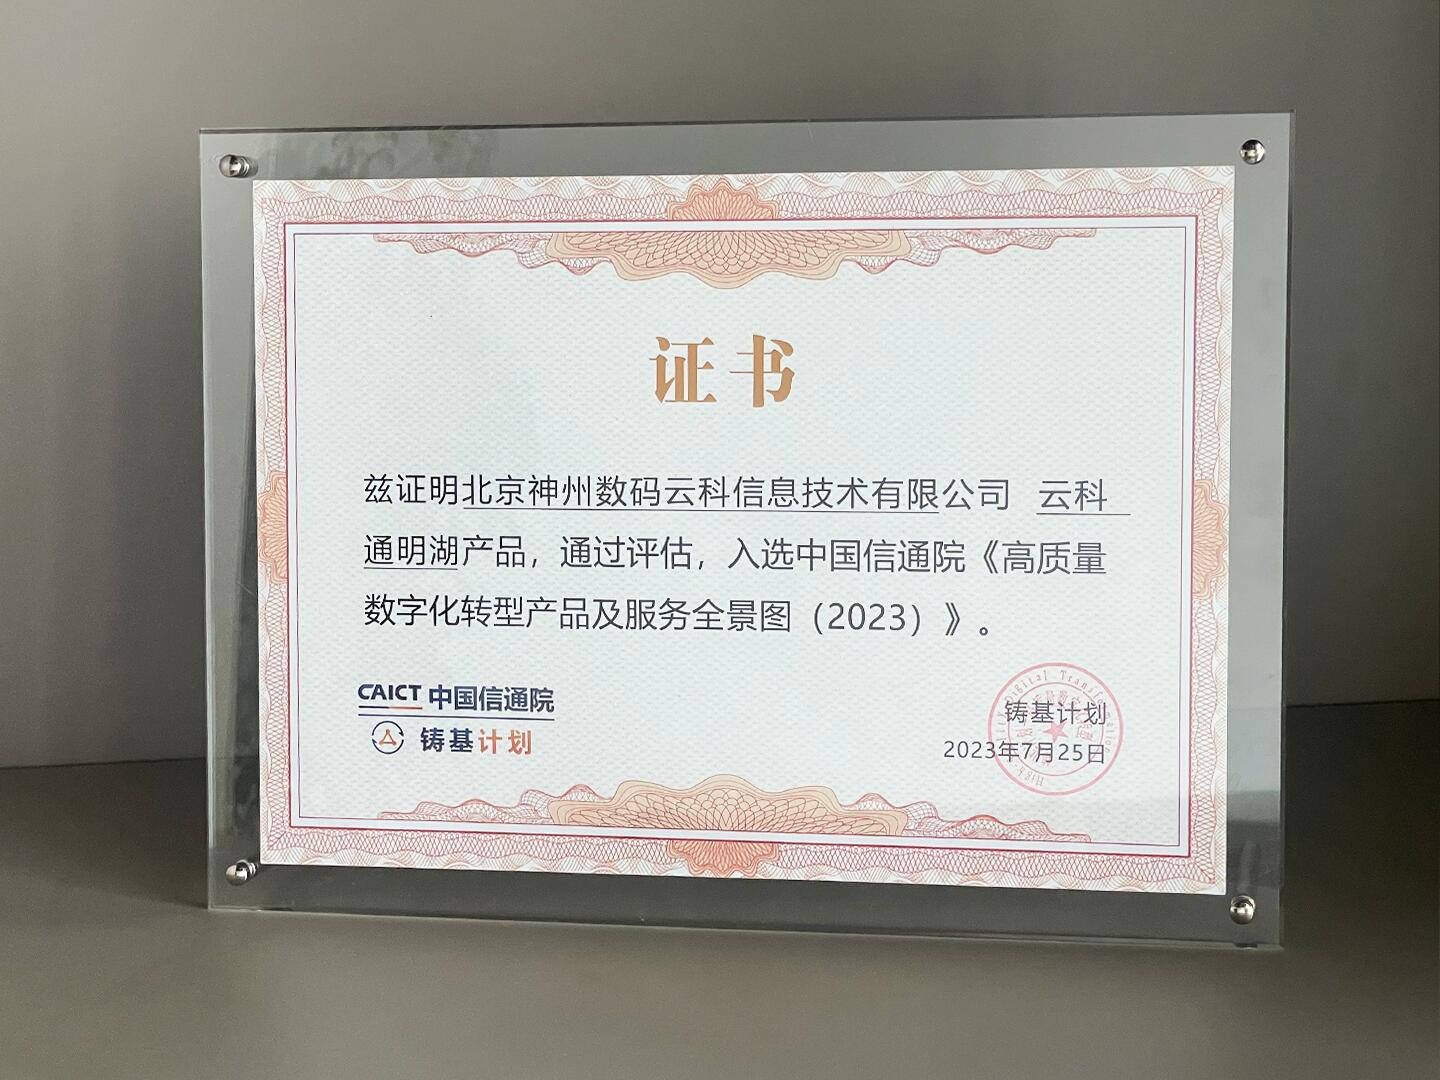 证书
兹证明北京神州数码云科信息技术有限公司 云科
通明湖产品，通过评估，入选中国信通院《高质量
数字化转型产品及服务全景图（2023）》。
CAICT 中国信通院
铸基计划
铸基计划
2023年7月25日
Digital Transformation